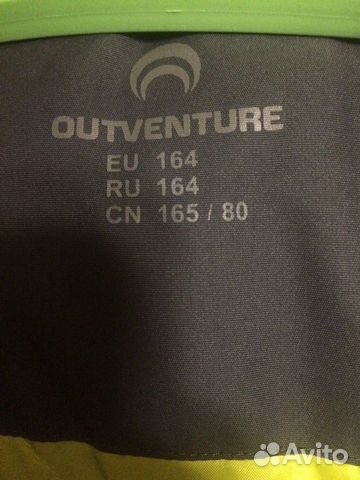 OUTVENTURE
EU 164
RU 164
CN 165 / 80
Avito